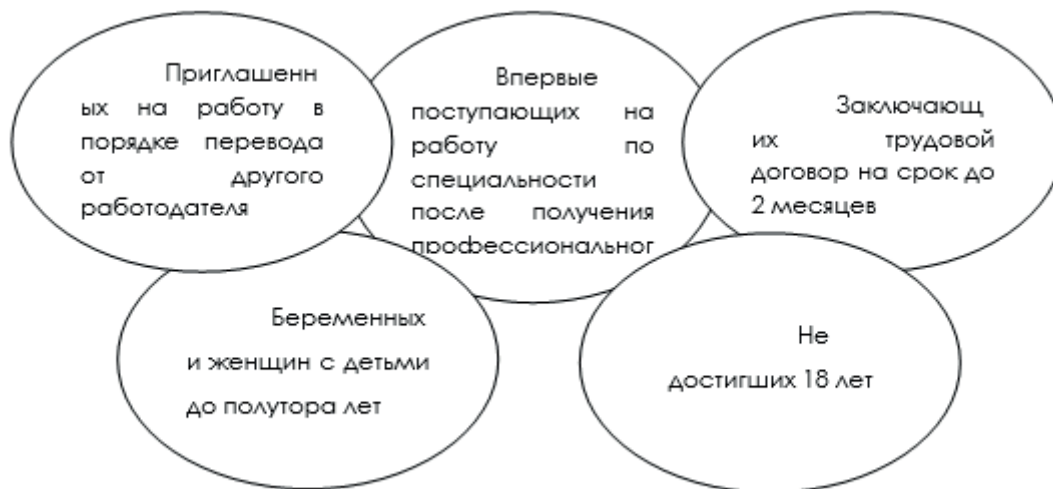 Приглашенн
ых на работу в
порядке перевода
от другого
работодателя
Впервые
поступающих на
работу по
специальности
после получения
профессиональног
Заключающ
их трудовой
договор на срок до
2 месяцев
Беременных
и женщин с детьми
до полутора лет
Не
достигших 18 лет